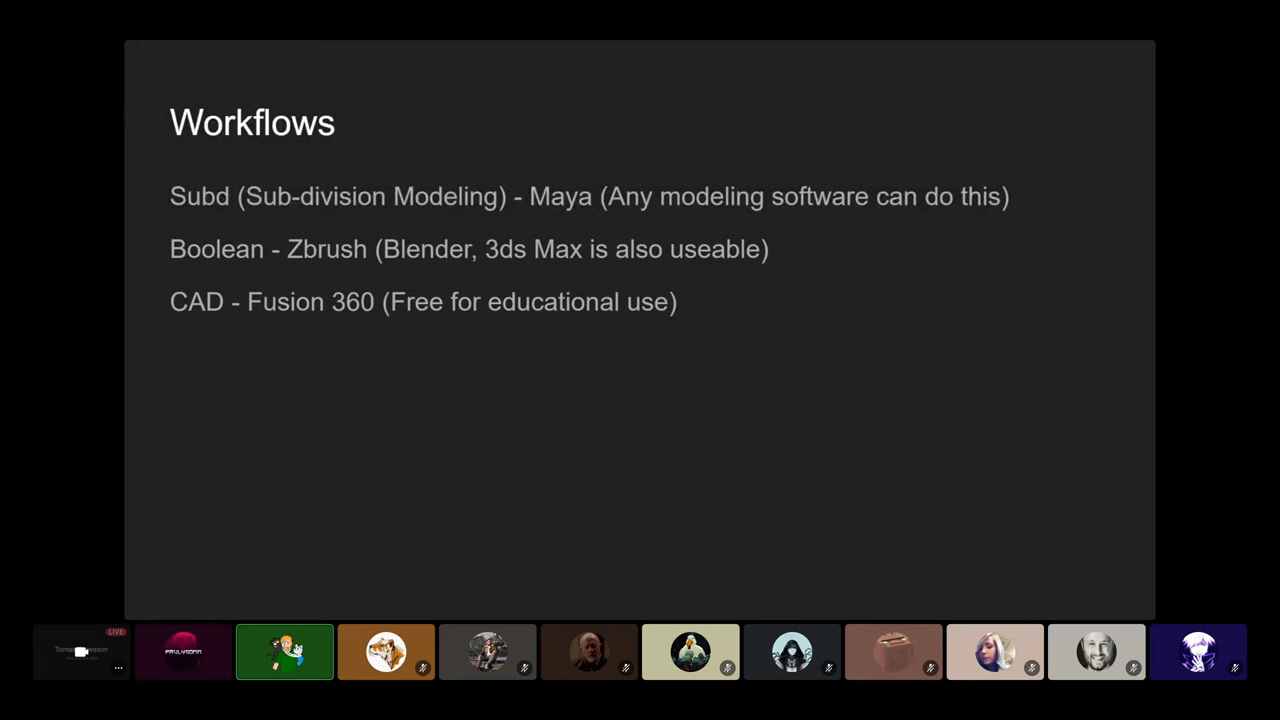 Workflows
Subd (Sub-division Modeling) - Maya (Any modeling software can do this)
Boolean - Zbrush (Blender, 3ds Max is also useable)
CAD - Fusion 360 (Free for educational use)
LIVE
PAULYGONN